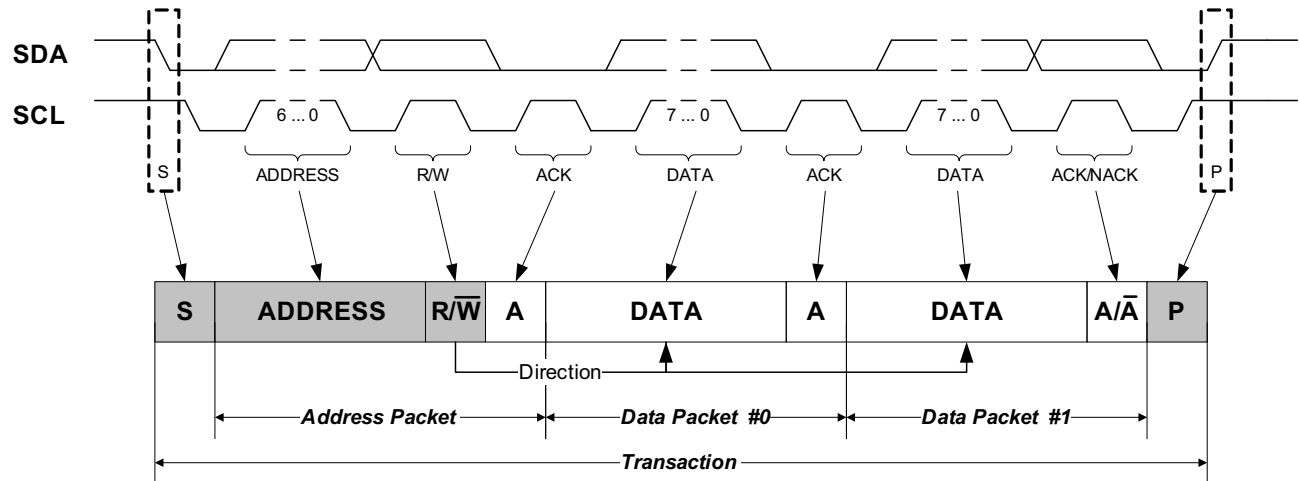 SDA
SCL
6 ... 0
7 ... 0
7 ... 0
S
ADDRESS
R/W
ACK
DATA
ACK
DATA
ACK/NACK
P
S
ADDRESS
R/W̅
A
DATA
A
DATA
A/A̅
P
Direction
Address Packet
Data Packet #0
Data Packet #1
Transaction